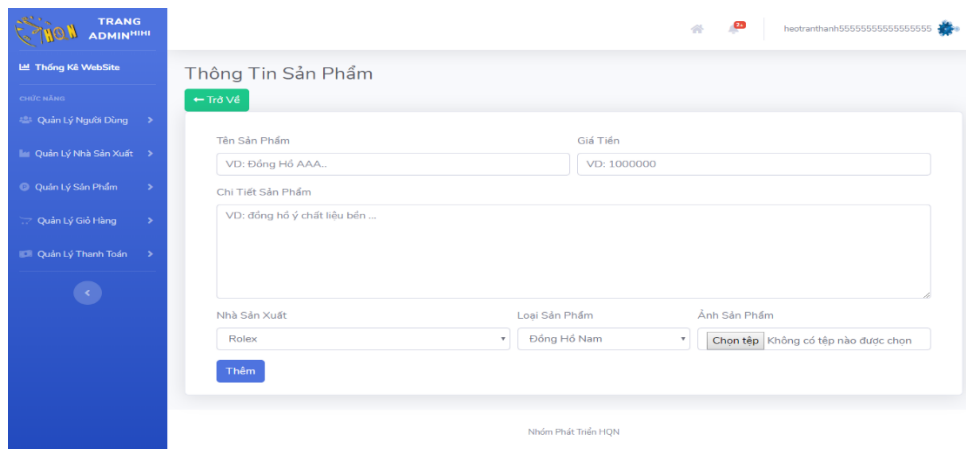 HQN
TRANG
ADMINHIHI
3+
heotranthanh55555555555555555
Thống Kê WebSite
CHỨC NĂNG
Quản Lý Người Dùng
Quản Lý Nhà Sản Xuất
Quản Lý Sản Phẩm
Quản Lý Giỏ Hàng
Quản Lý Thanh Toán
Thông Tin Sản Phẩm
Trở Về
Tên Sản Phẩm Giá Tiền
VD: Đồng Hồ AAA.. VD: 1000000
Chi Tiết Sản Phẩm
VD: đồng hồ ý chất liệu bền ...
Nhà Sản Xuất Loại Sản Phẩm Ảnh Sản Phẩm
Rolex Đồng Hồ Nam Chọn tệp Không có tệp nào được chọn
Thêm
Nhóm Phát Triển HQN